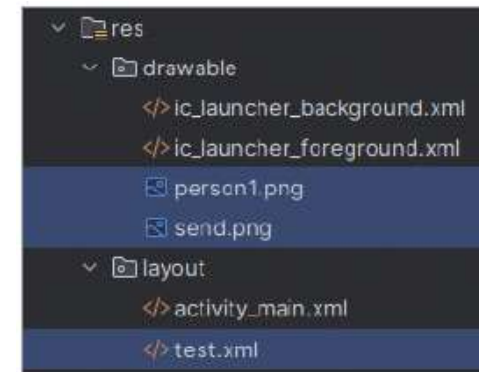 res
drawable
</> ic_launcher_background.xml
</> ic_launcher_foreground.xml
person1.png
send.png
layout
</> activity_main.xml
</> test.xml